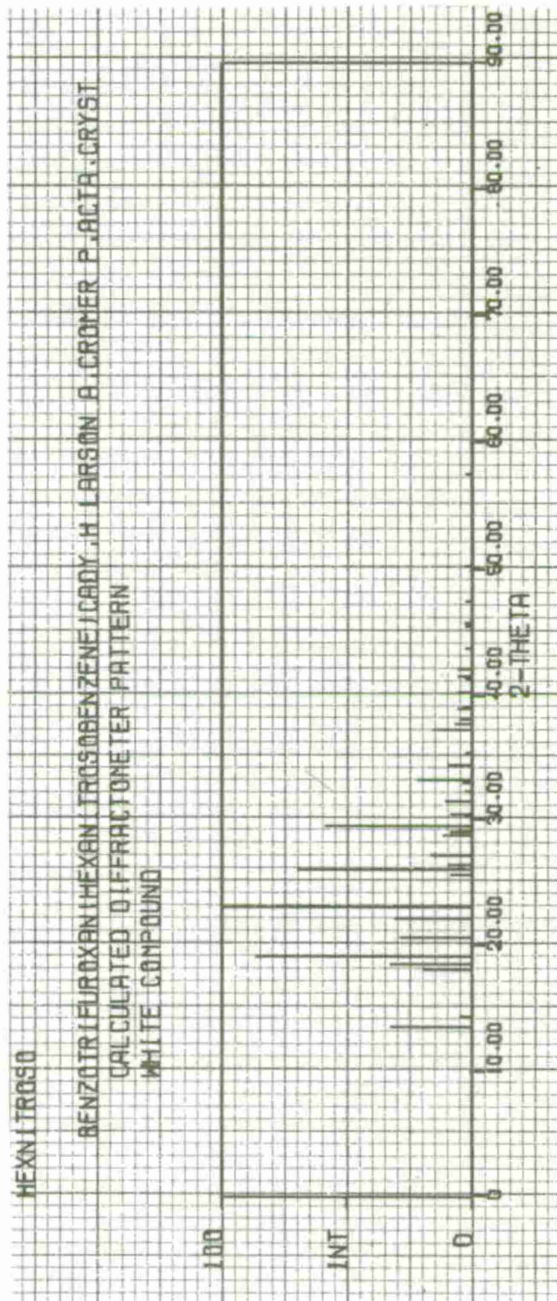 HEXNITROSO
BENZOTRIFUROXAN(HEXANITROSOBENZENE)CADY,H LARSON A,CROMER P,ACTA.CRYST
CALCULATED DIFFRACTOMETER PATTERN
WHITE COMPOUND
100
INT
0
0 10.00 20.00 30.00 40.00 50.00 60.00 70.00 80.00 90.00
2-THETA